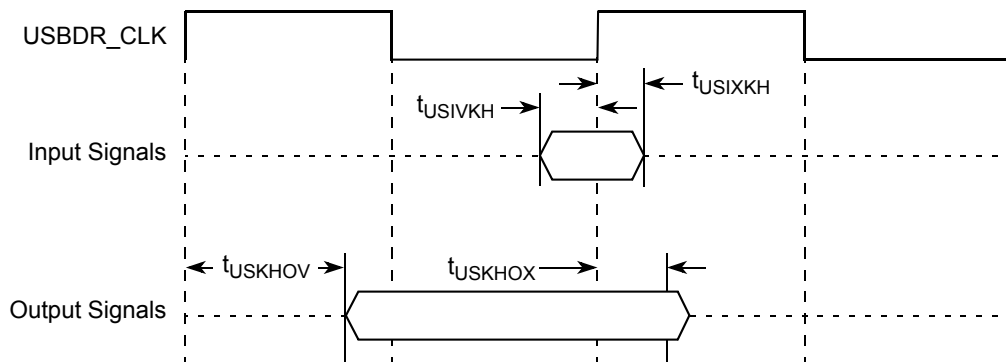 USBDR_CLK
tUSIXKH
tUSIVKH
Input Signals
tUSKHOV
tUSKHOX
Output Signals